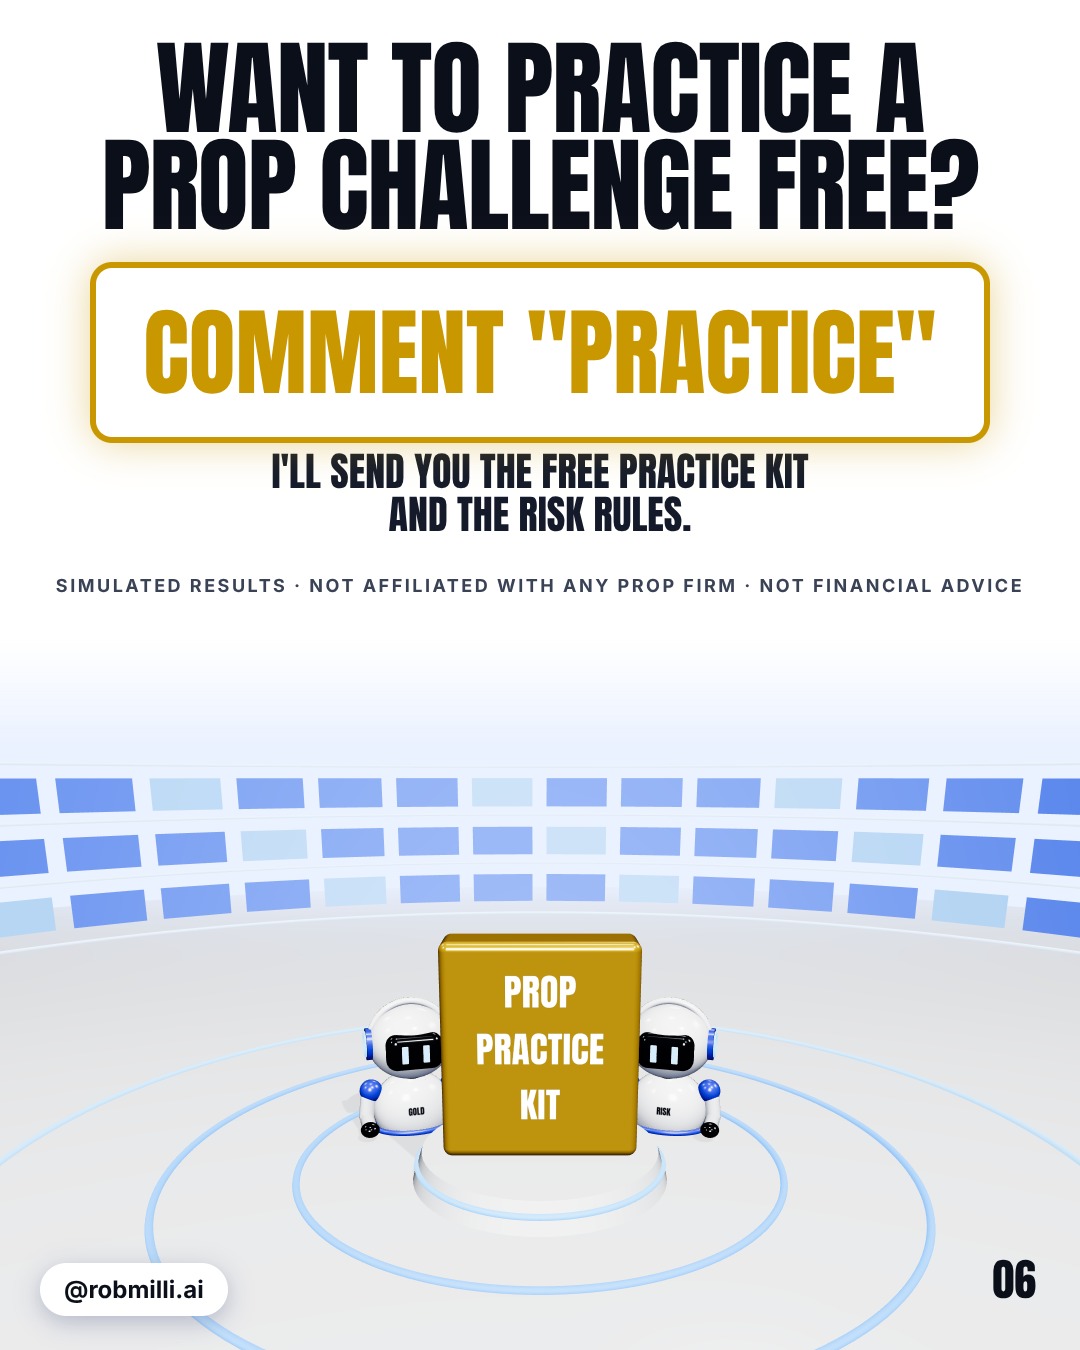 WANT TO PRACTICE A
PROP CHALLENGE FREE?
COMMENT "PRACTICE"
I'LL SEND YOU THE FREE PRACTICE KIT
AND THE RISK RULES.
SIMULATED RESULTS · NOT AFFILIATED WITH ANY PROP FIRM · NOT FINANCIAL ADVICE
PROP
PRACTICE
KIT
GOLD
RISK
@robmilli.ai
06